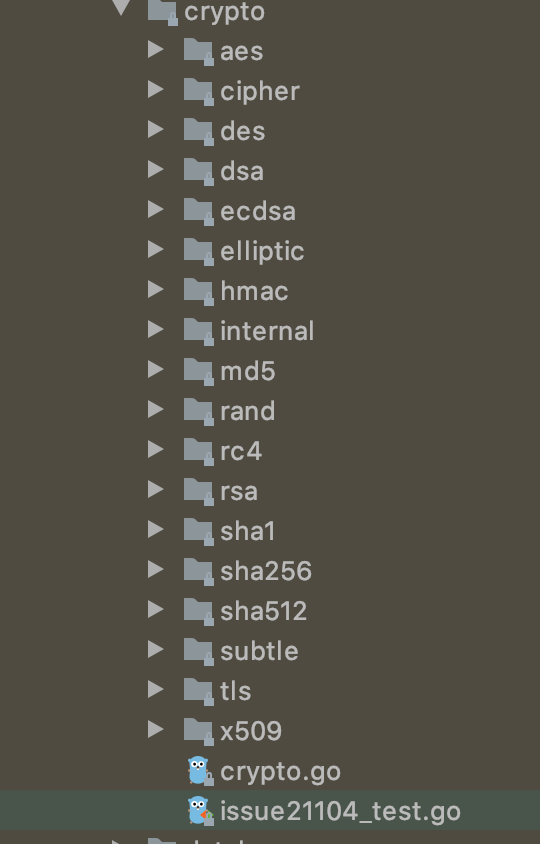 crypto
aes
cipher
des
dsa
ecdsa
elliptic
hmac
internal
md5
rand
rc4
rsa
sha1
sha256
sha512
subtle
tls
x509
crypto.go
issue21104_test.go